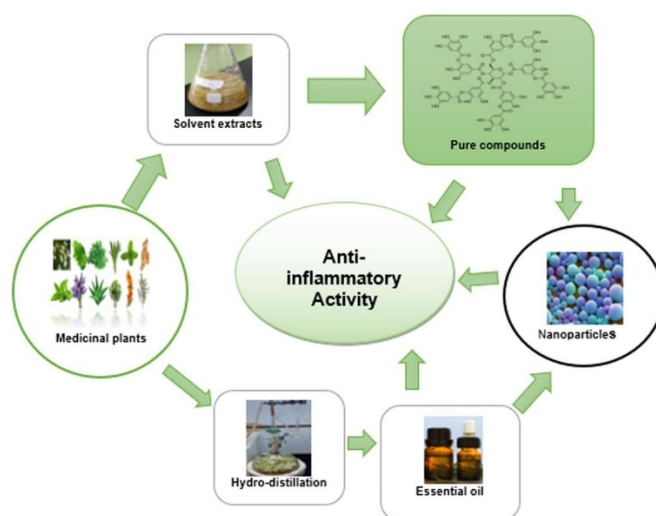 Solvent extracts
Pure compounds
Anti-
inflammatory
Activity
Medicinal plants
Nanoparticles
Hydro-distillation
Essential oil